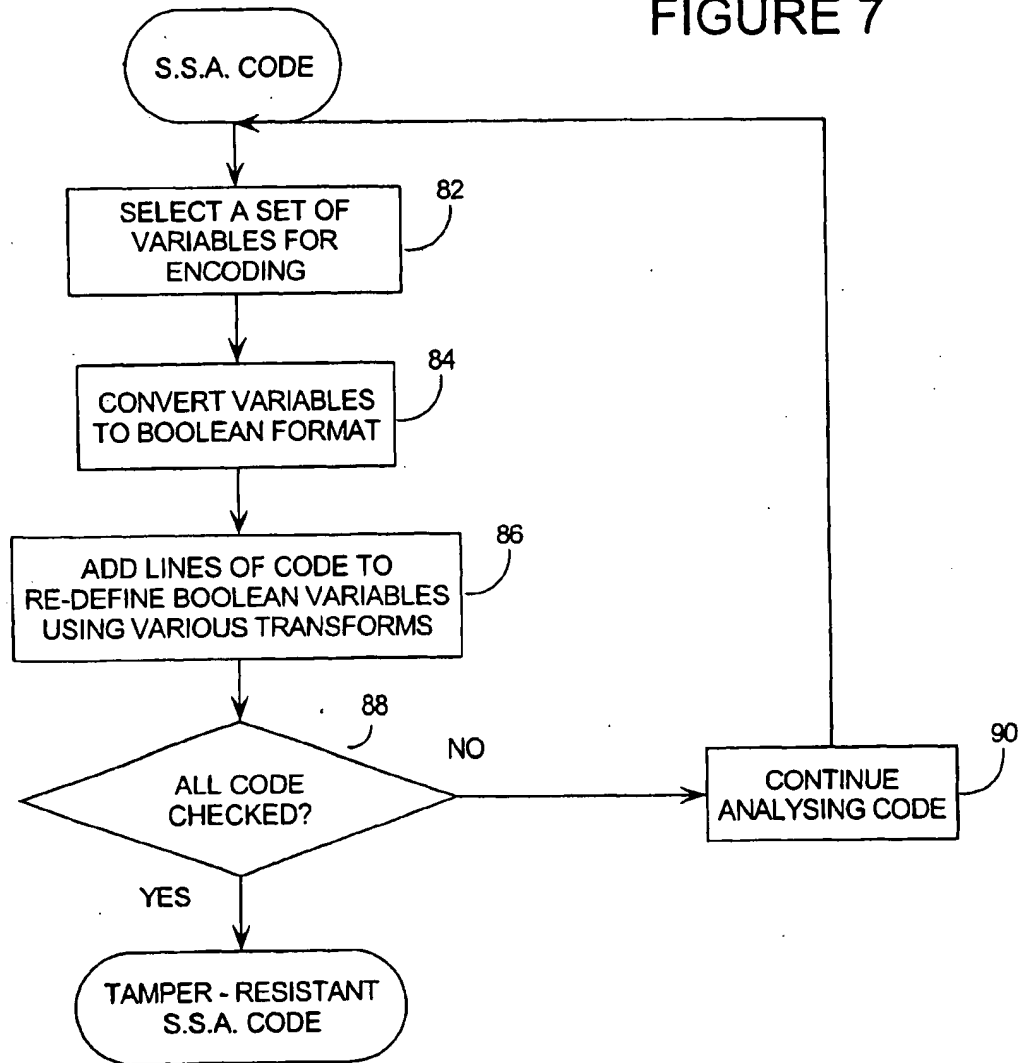 FIGURE 7
S.S.A. CODE
82
SELECT A SET OF
VARIABLES FOR
ENCODING
84
CONVERT VARIABLES
TO BOOLEAN FORMAT
86
ADD LINES OF CODE TO
RE-DEFINE BOOLEAN VARIABLES
USING VARIOUS TRANSFORMS
88
ALL CODE
CHECKED?
NO
90
CONTINUE
ANALYSING CODE
YES
TAMPER - RESISTANT
S.S.A. CODE